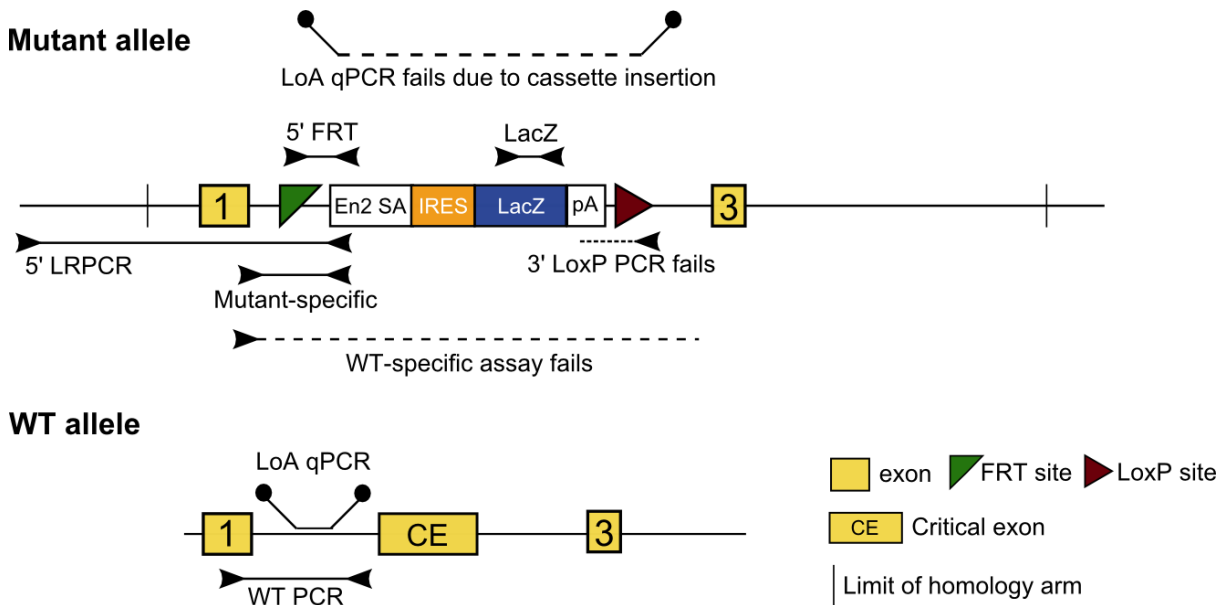 Mutant allele
LoA qPCR fails due to cassette insertion
5' FRT
LacZ
1
En2 SA
IRES
LacZ
pA
3
5' LRPCR
3' LoxP PCR fails
Mutant-specific
WT-specific assay fails
WT allele
LoA qPCR
1
CE
3
WT PCR
exon
FRT site
LoxP site
CE
Critical exon
Limit of homology arm